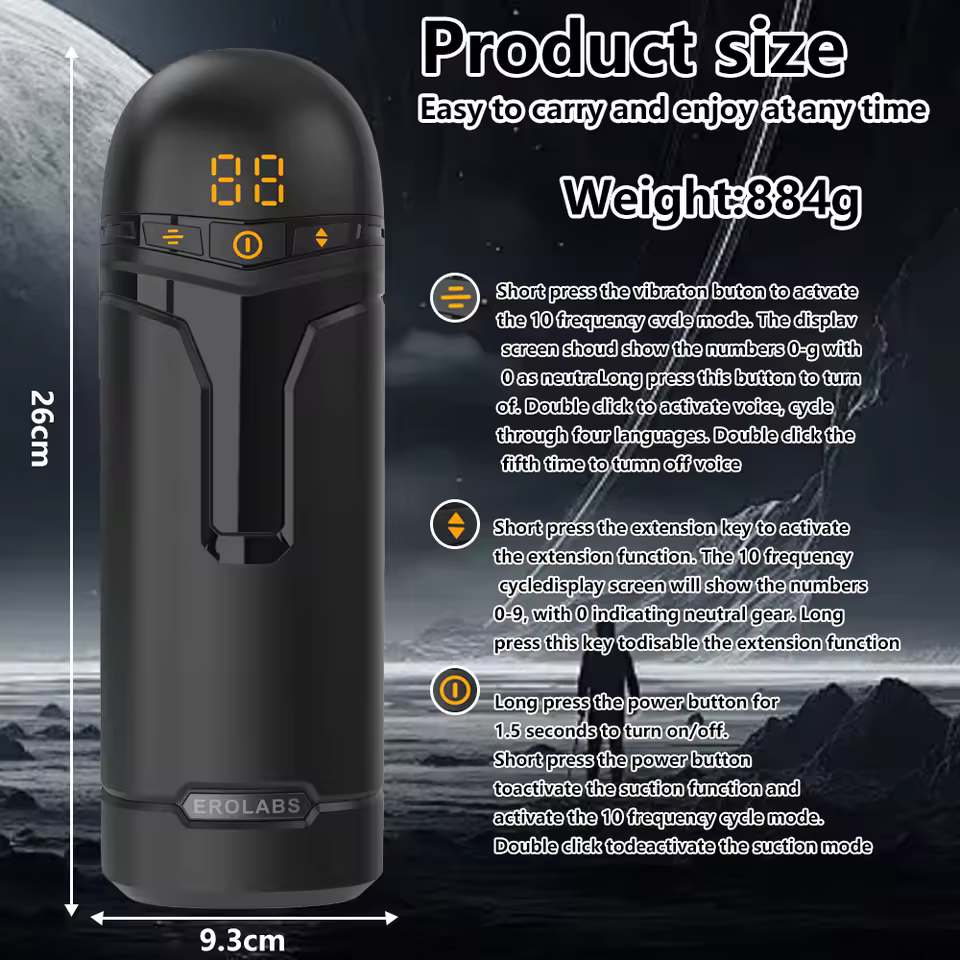 Product size
Easy to carry and enjoy at any time
Weight:884g
88
Short press the vibraton buton to actvate
the 10 frequency cvcle mode. The displav
screen shoud show the numbers 0-g with
0 as neutraLong press this button to turn
of. Double click to activate voice, cycle
through four languages. Double click the
fifth time to tumn off voice
26cm
Short press the extension key to activate
the extension function. The 10 frequency
cycledisplay screen will show the numbers
0-9, with 0 indicating neutral gear. Long
press this key todisable the extension function
Long press the power button for
1.5 seconds to turn on/off.
Short press the power button
toactivate the suction function and
activate the 10 frequency cycle mode.
Double click todeactivate the suction mode
EROLABS
9.3cm